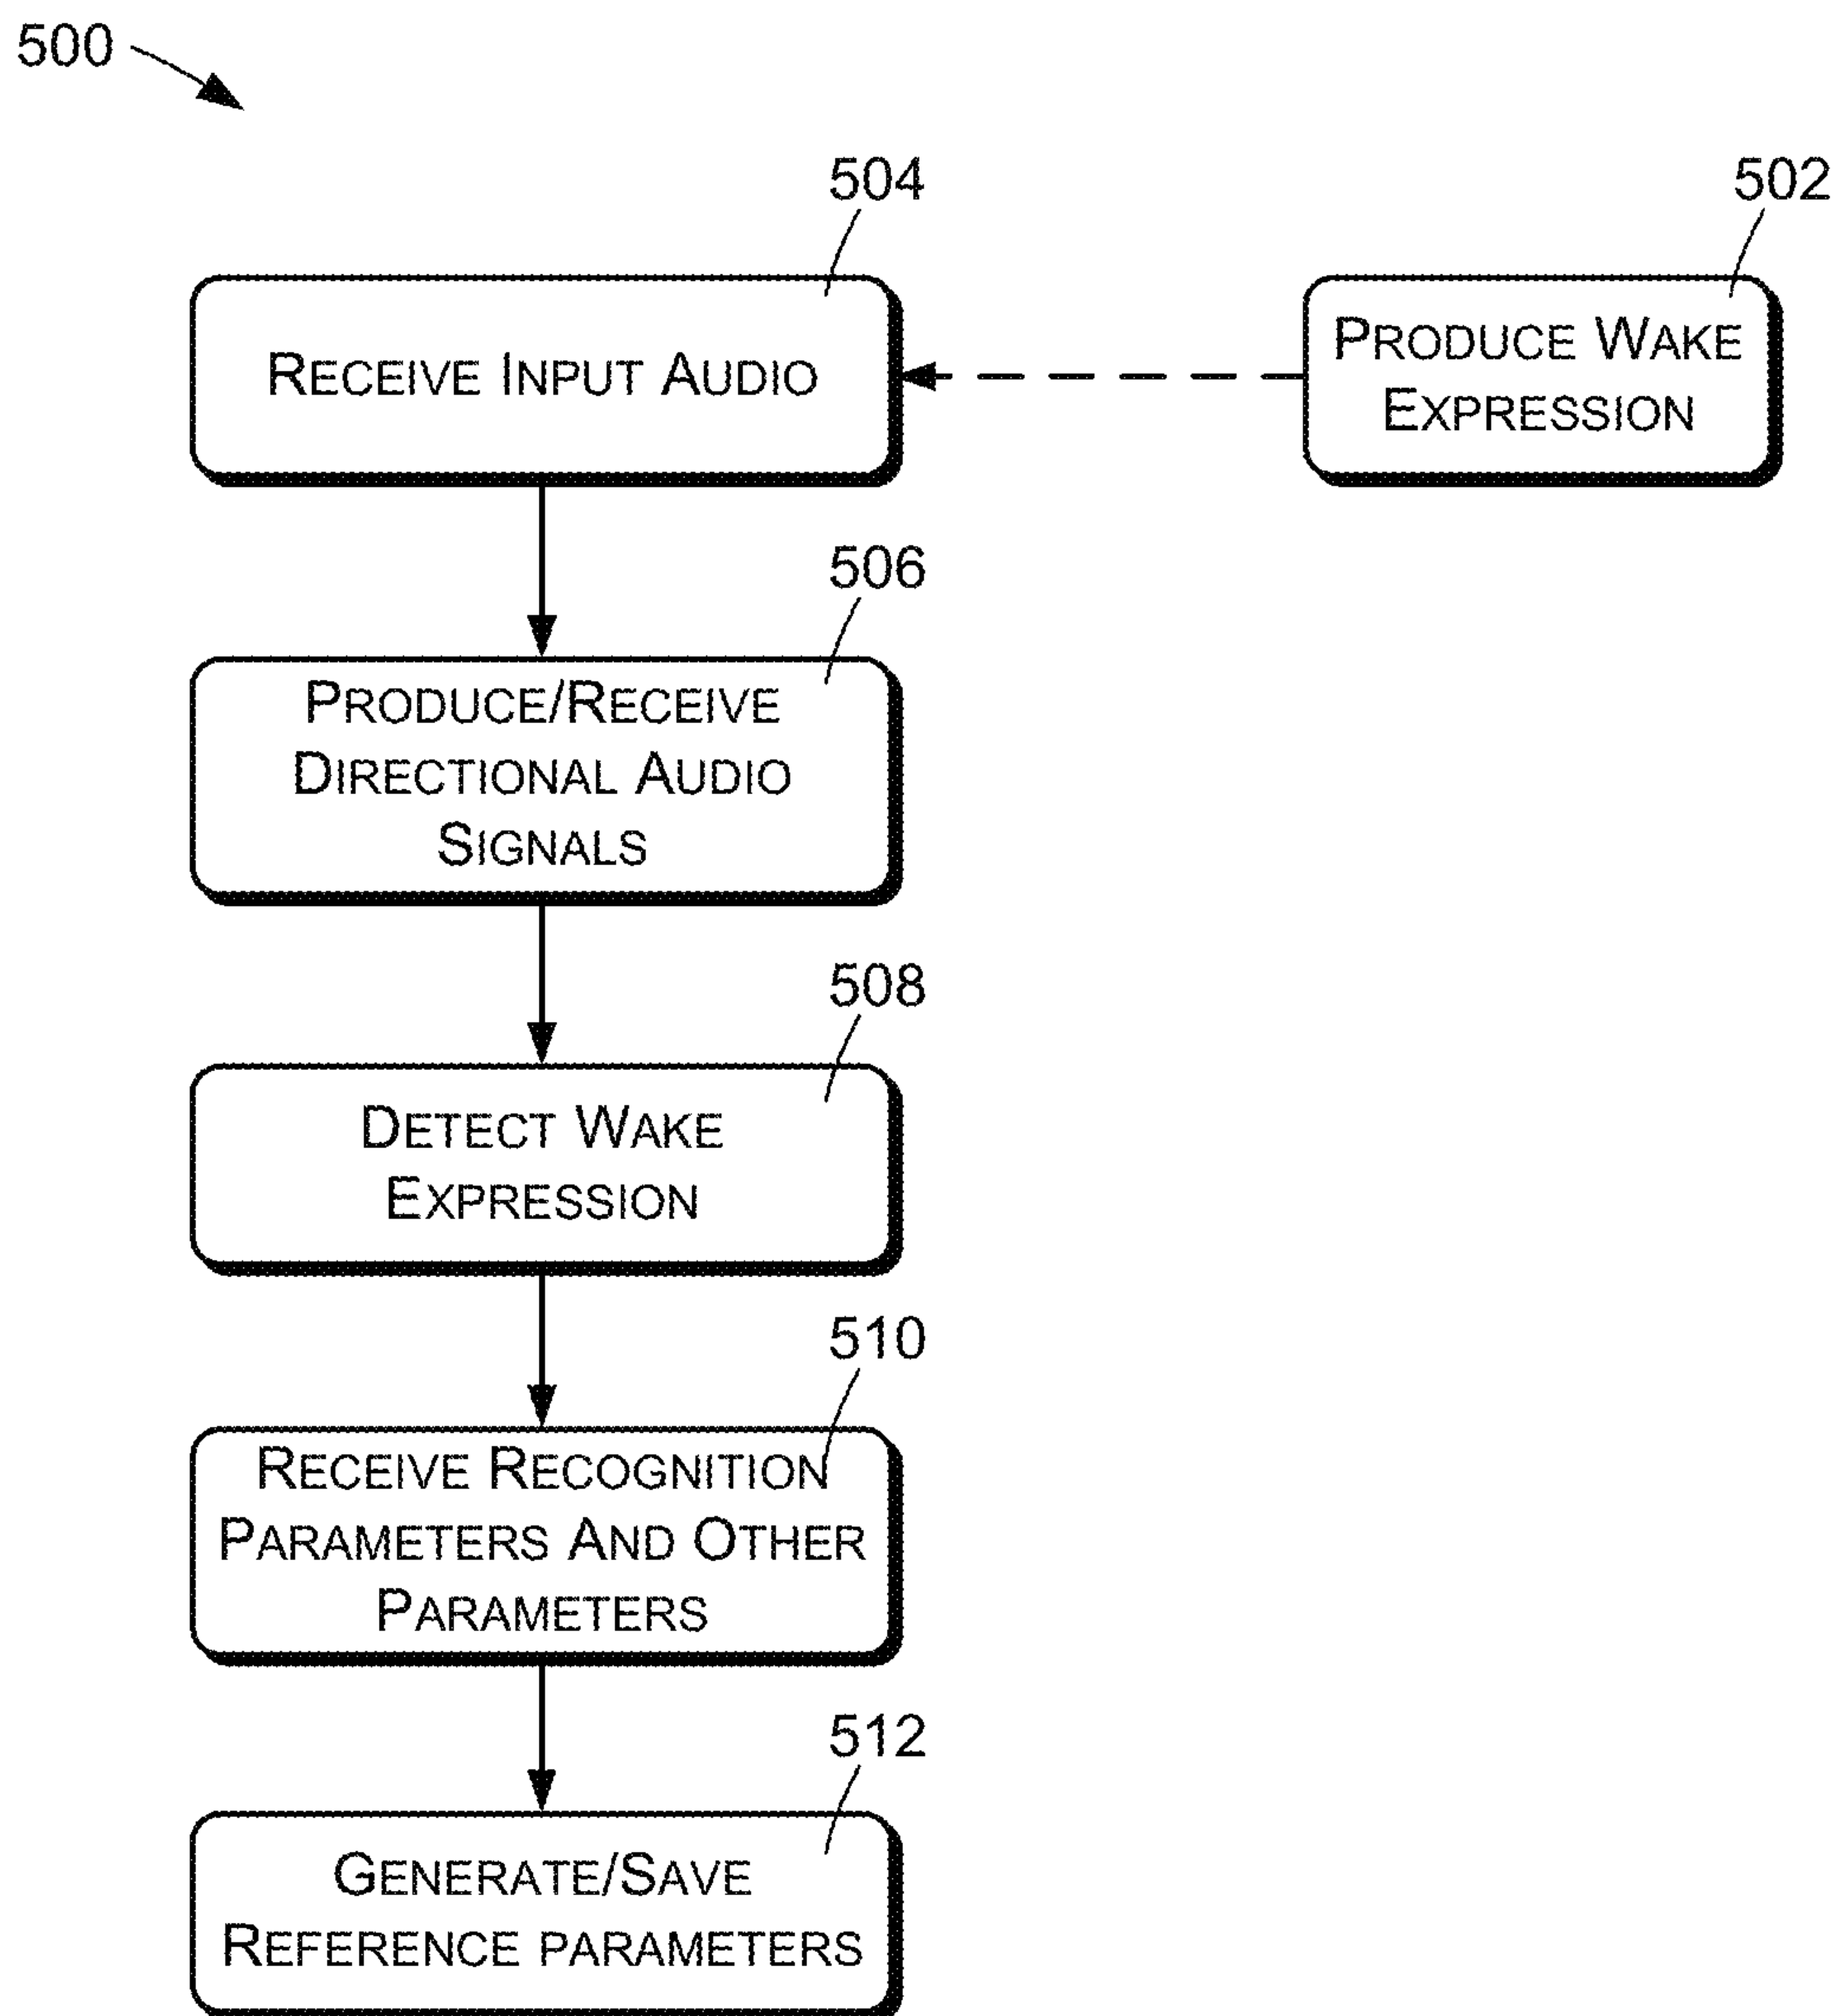 500
504
502
RECEIVE INPUT AUDIO
PRODUCE WAKE
EXPRESSION
506
PRODUCE/RECEIVE
DIRECTIONAL AUDIO
SIGNALS
508
DETECT WAKE
EXPRESSION
510
RECEIVE RECOGNITION
PARAMETERS AND OTHER
PARAMETERS
512
GENERATE/SAVE
REFERENCE PARAMETERS